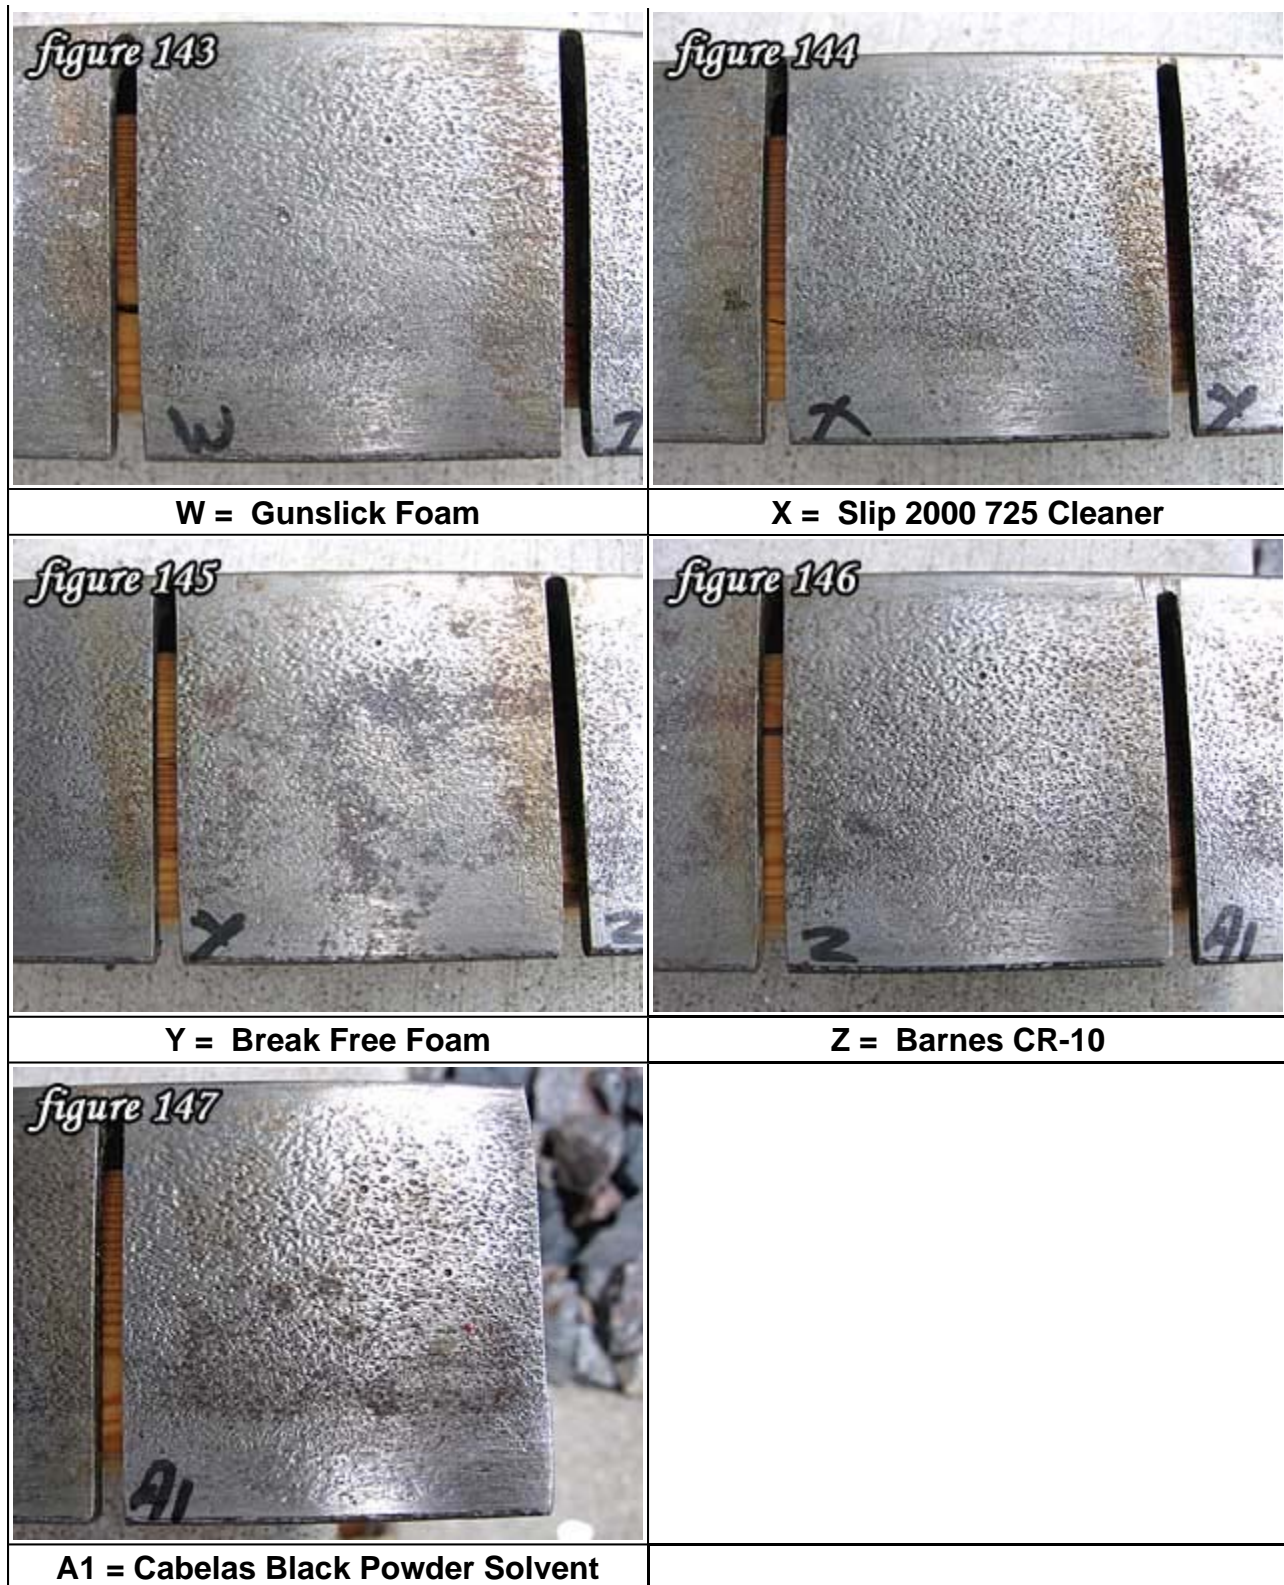 figure 143
W
Z
figure 144
X
Y
W = Gunslick Foam
X = Slip 2000 725 Cleaner
figure 145
Y
Z
figure 146
Z
A1
Y = Break Free Foam
Z = Barnes CR-10
figure 147
A1
A1 = Cabelas Black Powder Solvent